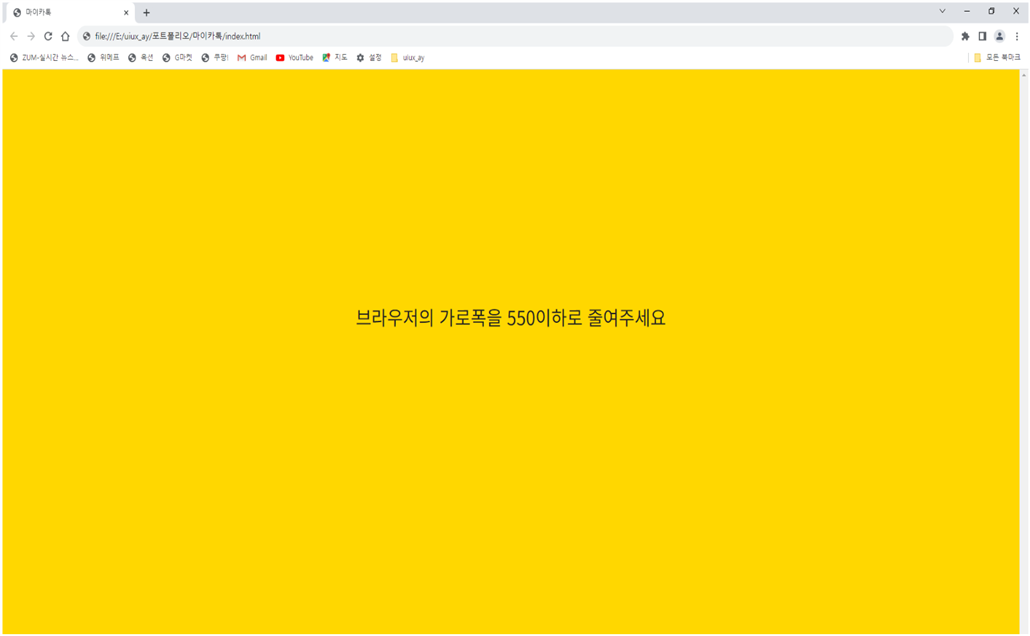 마이카톡
file:///E:/uiux_ay/포트폴리오/마이카톡/index.html
ZUM-실시간 뉴스... 위메프 옥션 G마켓 쿠팡! Gmail YouTube 지도 설정 uiux_ay 모든 북마크
브라우저의 가로폭을 550이하로 줄여주세요